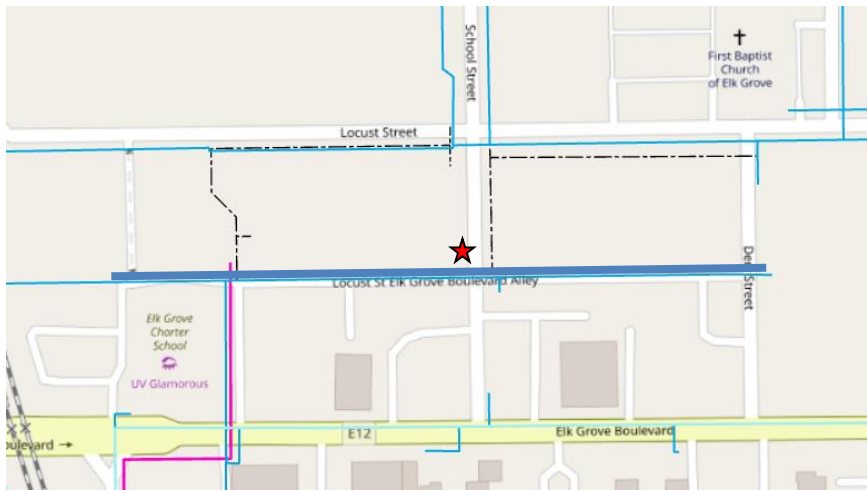 School Street
First Baptist
Church
of Elk Grove
Locust Street
Locust St Elk Grove Boulevard Alley
Street
Elk Grove
Charter
School
UV Glamorous
E12
Elk Grove Boulevard
oulevard →